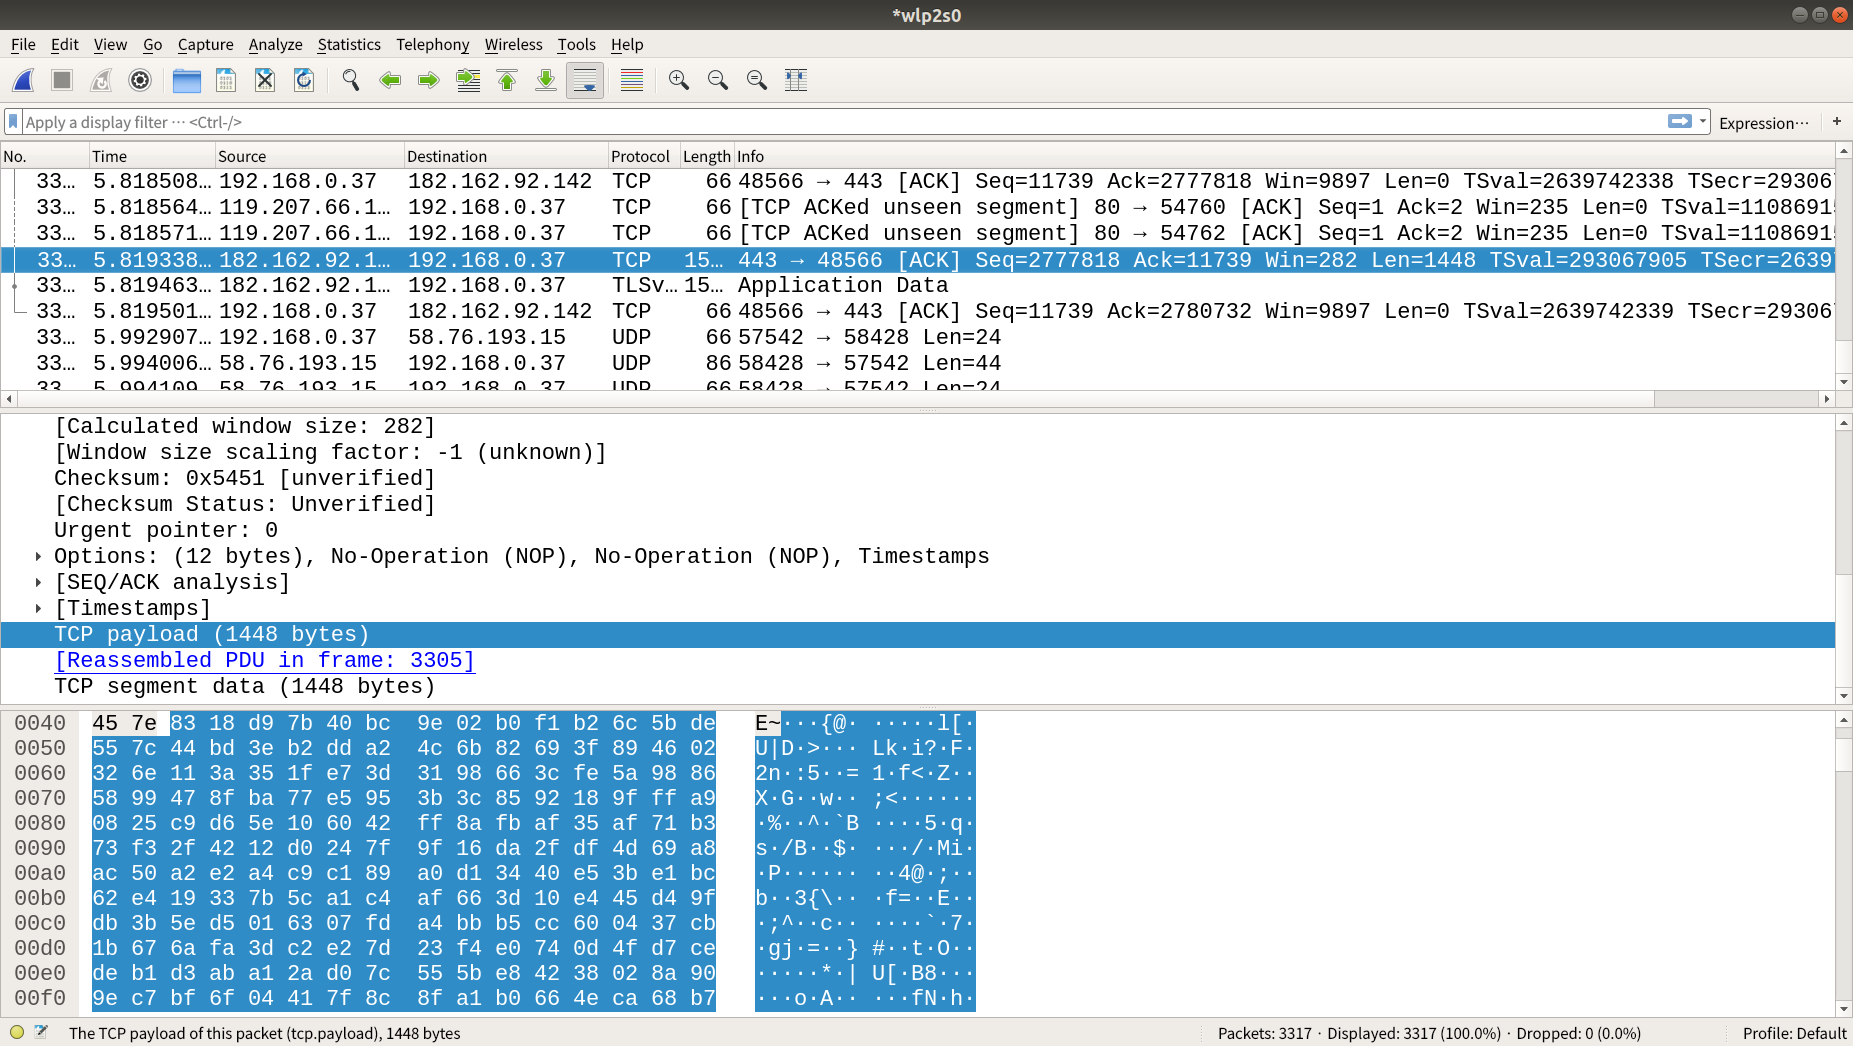 *wlp2s0
File Edit View Go Capture Analyze Statistics Telephony Wireless Tools Help
Apply a display filter ⋯ <Ctrl-/> Expression⋯ +
No. Time Source Destination Protocol Length Info
33… 5.818508… 192.168.0.37 182.162.92.142 TCP 66 48566 → 443 [ACK] Seq=11739 Ack=2777818 Win=9897 Len=0 TSval=2639742338 TSecr=29306
33… 5.818564… 119.207.66.1… 192.168.0.37 TCP 66 [TCP ACKed unseen segment] 80 → 54760 [ACK] Seq=1 Ack=2 Win=235 Len=0 TSval=1108691
33… 5.818571… 119.207.66.1… 192.168.0.37 TCP 66 [TCP ACKed unseen segment] 80 → 54762 [ACK] Seq=1 Ack=2 Win=235 Len=0 TSval=1108691
33… 5.819338… 182.162.92.1… 192.168.0.37 TCP 15… 443 → 48566 [ACK] Seq=2777818 Ack=11739 Win=282 Len=1448 TSval=293067905 TSecr=2639
33… 5.819463… 182.162.92.1… 192.168.0.37 TLSv… 15… Application Data
33… 5.819501… 192.168.0.37 182.162.92.142 TCP 66 48566 → 443 [ACK] Seq=11739 Ack=2780732 Win=9897 Len=0 TSval=2639742339 TSecr=29306
33… 5.992907… 192.168.0.37 58.76.193.15 UDP 66 57542 → 58428 Len=24
33… 5.994006… 58.76.193.15 192.168.0.37 UDP 86 58428 → 57542 Len=44
33… 5.994109… 58.76.193.15 192.168.0.37 UDP 66 58428 → 57542 Len=24
[Calculated window size: 282]
[Window size scaling factor: -1 (unknown)]
Checksum: 0x5451 [unverified]
[Checksum Status: Unverified]
Urgent pointer: 0
Options: (12 bytes), No-Operation (NOP), No-Operation (NOP), Timestamps
[SEQ/ACK analysis]
[Timestamps]
TCP payload (1448 bytes)
[Reassembled PDU in frame: 3305]
TCP segment data (1448 bytes)
0040 45 7e 83 18 d9 7b 40 bc 9e 02 b0 f1 b2 6c 5b de E~···{@· ·····l[·
0050 55 7c 44 bd 3e b2 dd a2 4c 6b 82 69 3f 89 46 02 U|D·>··· Lk·i?·F·
0060 32 6e 11 3a 35 1f e7 3d 31 98 66 3c fe 5a 98 86 2n·:5··= 1·f<·Z··
0070 58 99 47 8f ba 77 e5 95 3b 3c 85 92 18 9f ff a9 X·G··w·· ;<······
0080 08 25 c9 d6 5e 10 60 42 ff 8a fb af 35 af 71 b3 ·%··^·`B ····5·q·
0090 73 f3 2f 42 12 d0 24 7f 9f 16 da 2f df 4d 69 a8 s·/B··$· ···/·Mi·
00a0 ac 50 a2 e2 a4 c9 c1 89 a0 d1 34 40 e5 3b e1 bc ·P······ ··4@·;··
00b0 62 e4 19 33 7b 5c a1 c4 af 66 3d 10 e4 45 d4 9f b··3{\·· ·f=··E··
00c0 db 3b 5e d5 01 63 07 fd a4 bb b5 cc 60 04 37 cb ·;^··c·· ····`·7·
00d0 1b 67 6a fa 3d c2 e2 7d 23 f4 e0 74 0d 4f d7 ce ·gj·=··} #··t·O··
00e0 de b1 d3 ab a1 2a d0 7c 55 5b e8 42 38 02 8a 90 ·····*·| U[·B8···
00f0 9e c7 bf 6f 04 41 7f 8c 8f a1 b0 66 4e ca 68 b7 ···o·A·· ···fN·h·
The TCP payload of this packet (tcp.payload), 1448 bytes Packets: 3317 · Displayed: 3317 (100.0%) · Dropped: 0 (0.0%) Profile: Default